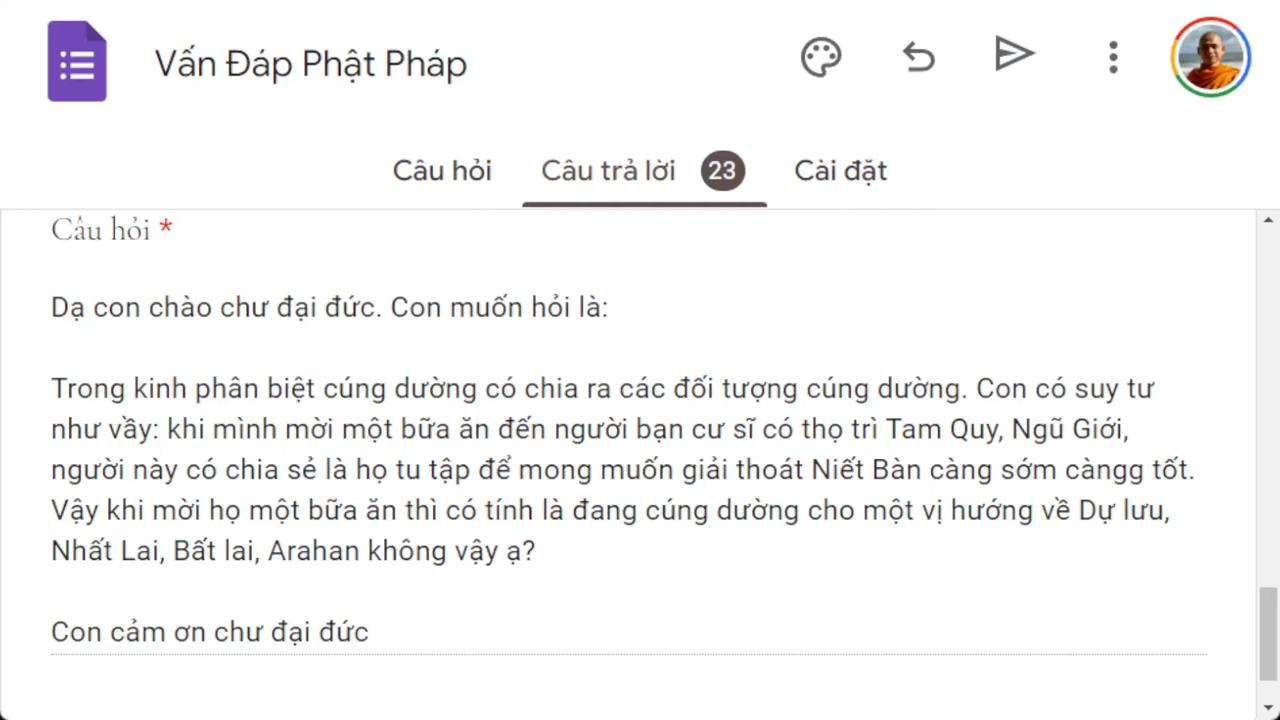 Vấn Đáp Phật Pháp
Câu hỏi
Câu trả lời 23
Cài đặt
Câu hỏi *
Dạ con chào chư đại đức. Con muốn hỏi là:
Trong kinh phân biệt cúng dường có chia ra các đối tượng cúng dường. Con có suy tư
như vầy: khi mình mời một bữa ăn đến người bạn cư sĩ có thọ trì Tam Quy, Ngũ Giới,
người này có chia sẻ là họ tu tập để mong muốn giải thoát Niết Bàn càng sớm càngg tốt.
Vậy khi mời họ một bữa ăn thì có tính là đang cúng dường cho một vị hướng về Dự lưu,
Nhất Lai, Bất lai, Arahan không vậy ạ?
Con cảm ơn chư đại đức